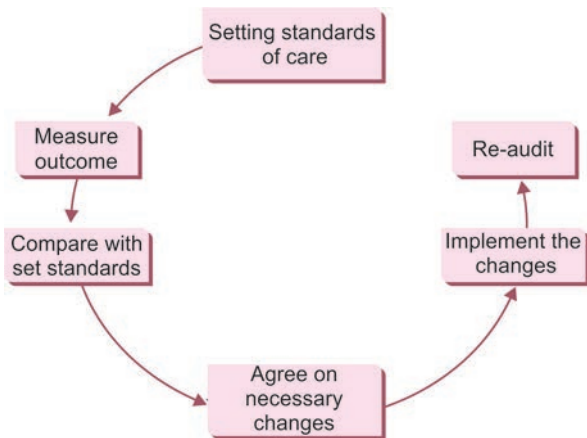 Setting standards
of care
Measure
outcome
Compare with
set standards
Agree on
necessary
changes
Implement the
changes
Re-audit